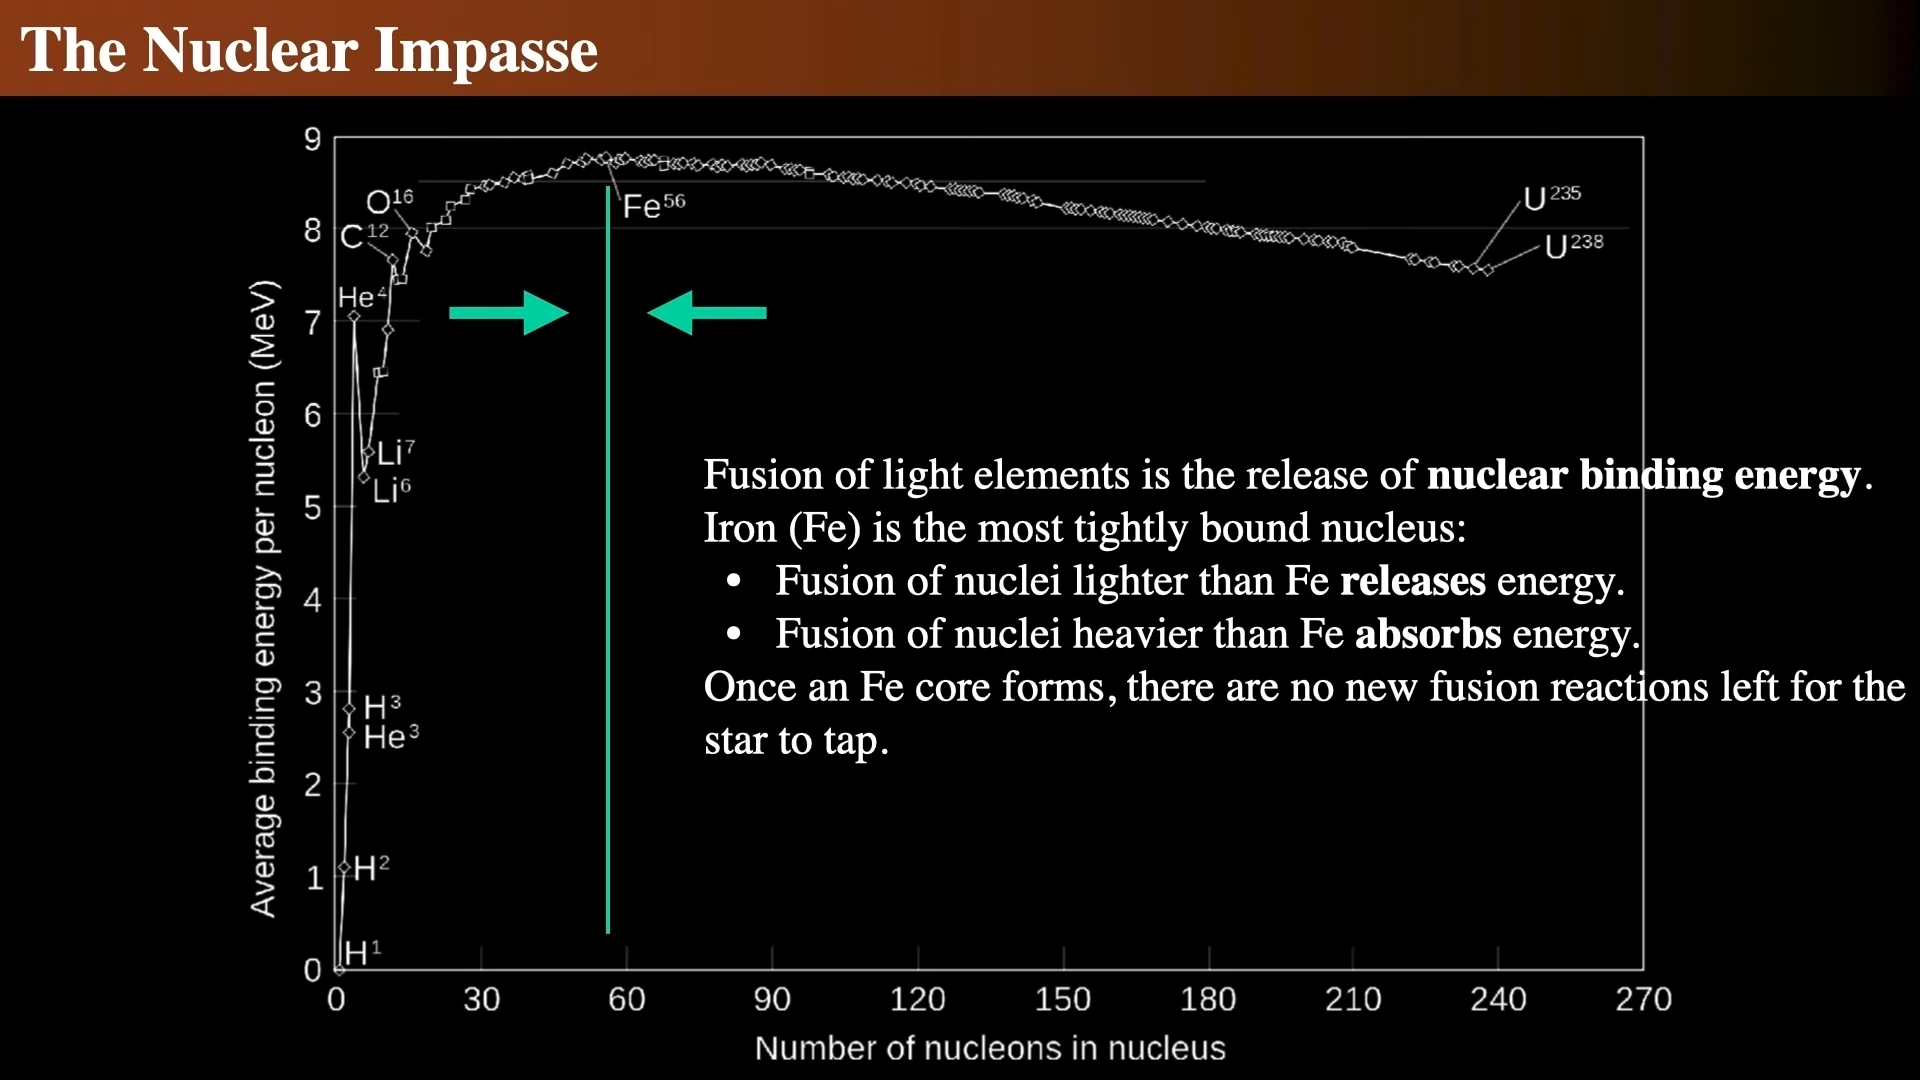 The Nuclear Impasse
9
8
7
6
5
4
3
2
1
0
Average binding energy per nucleon (MeV)
O¹⁶
C¹²
He⁴
Li⁷
Li⁶
H³
He³
H²
H¹
Fe⁵⁶
U²³⁵
U²³⁸
Fusion of light elements is the release of nuclear binding energy.
Iron (Fe) is the most tightly bound nucleus:
• Fusion of nuclei lighter than Fe releases energy.
• Fusion of nuclei heavier than Fe absorbs energy.
Once an Fe core forms, there are no new fusion reactions left for the
star to tap.
0 30 60 90 120 150 180 210 240 270
Number of nucleons in nucleus